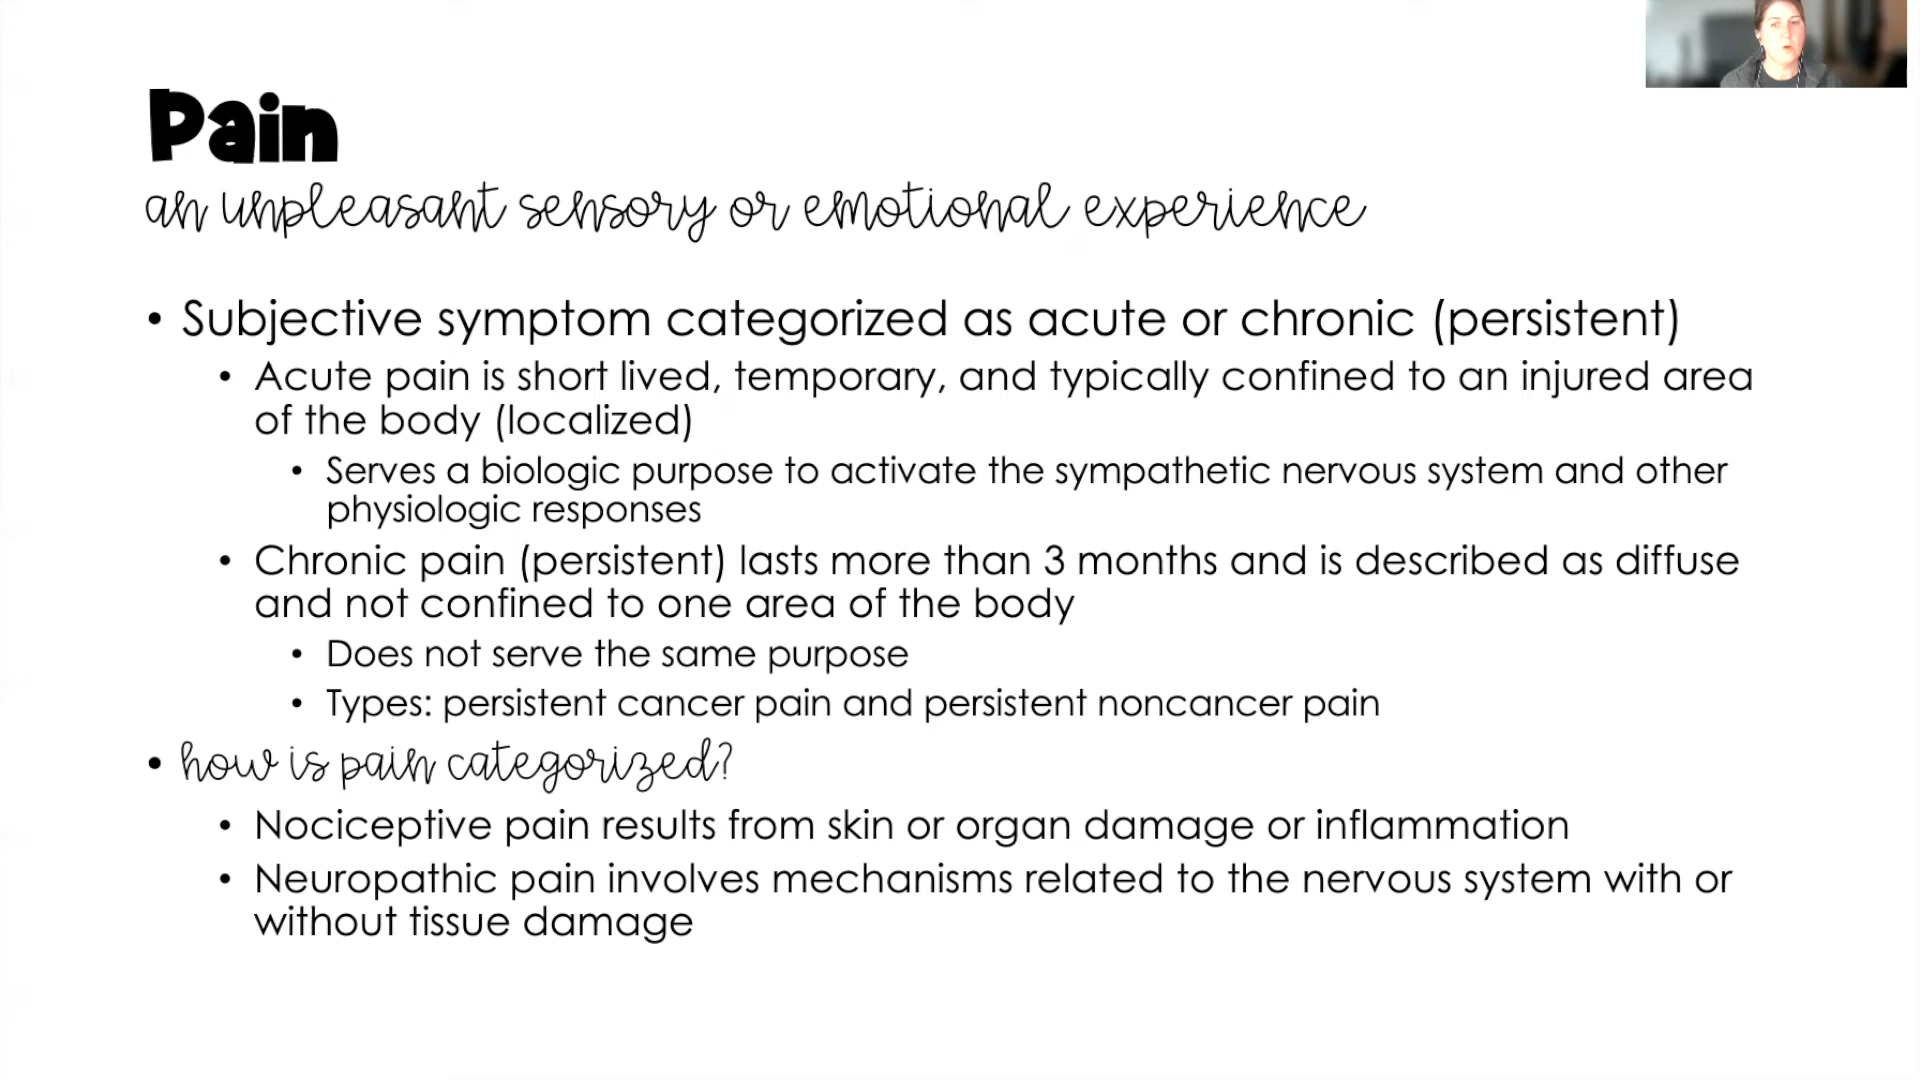 Pain
an unpleasant sensory or emotional experience
• Subjective symptom categorized as acute or chronic (persistent)
• Acute pain is short lived, temporary, and typically confined to an injured area
of the body (localized)
• Serves a biologic purpose to activate the sympathetic nervous system and other
physiologic responses
• Chronic pain (persistent) lasts more than 3 months and is described as diffuse
and not confined to one area of the body
• Does not serve the same purpose
• Types: persistent cancer pain and persistent noncancer pain
• how is pain categorized?
• Nociceptive pain results from skin or organ damage or inflammation
• Neuropathic pain involves mechanisms related to the nervous system with or
without tissue damage